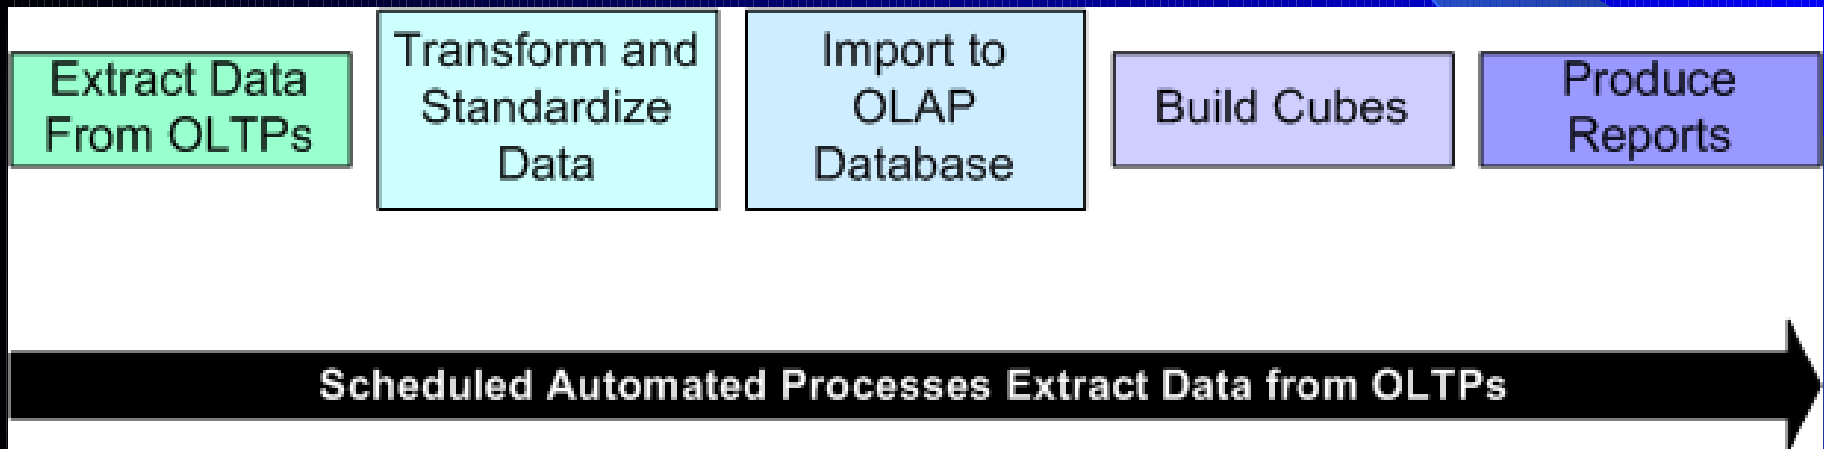 Extract Data
From OLTPs
Transform and
Standardize
Data
Import to
OLAP
Database
Build Cubes
Produce
Reports
Scheduled Automated Processes Extract Data from OLTPs